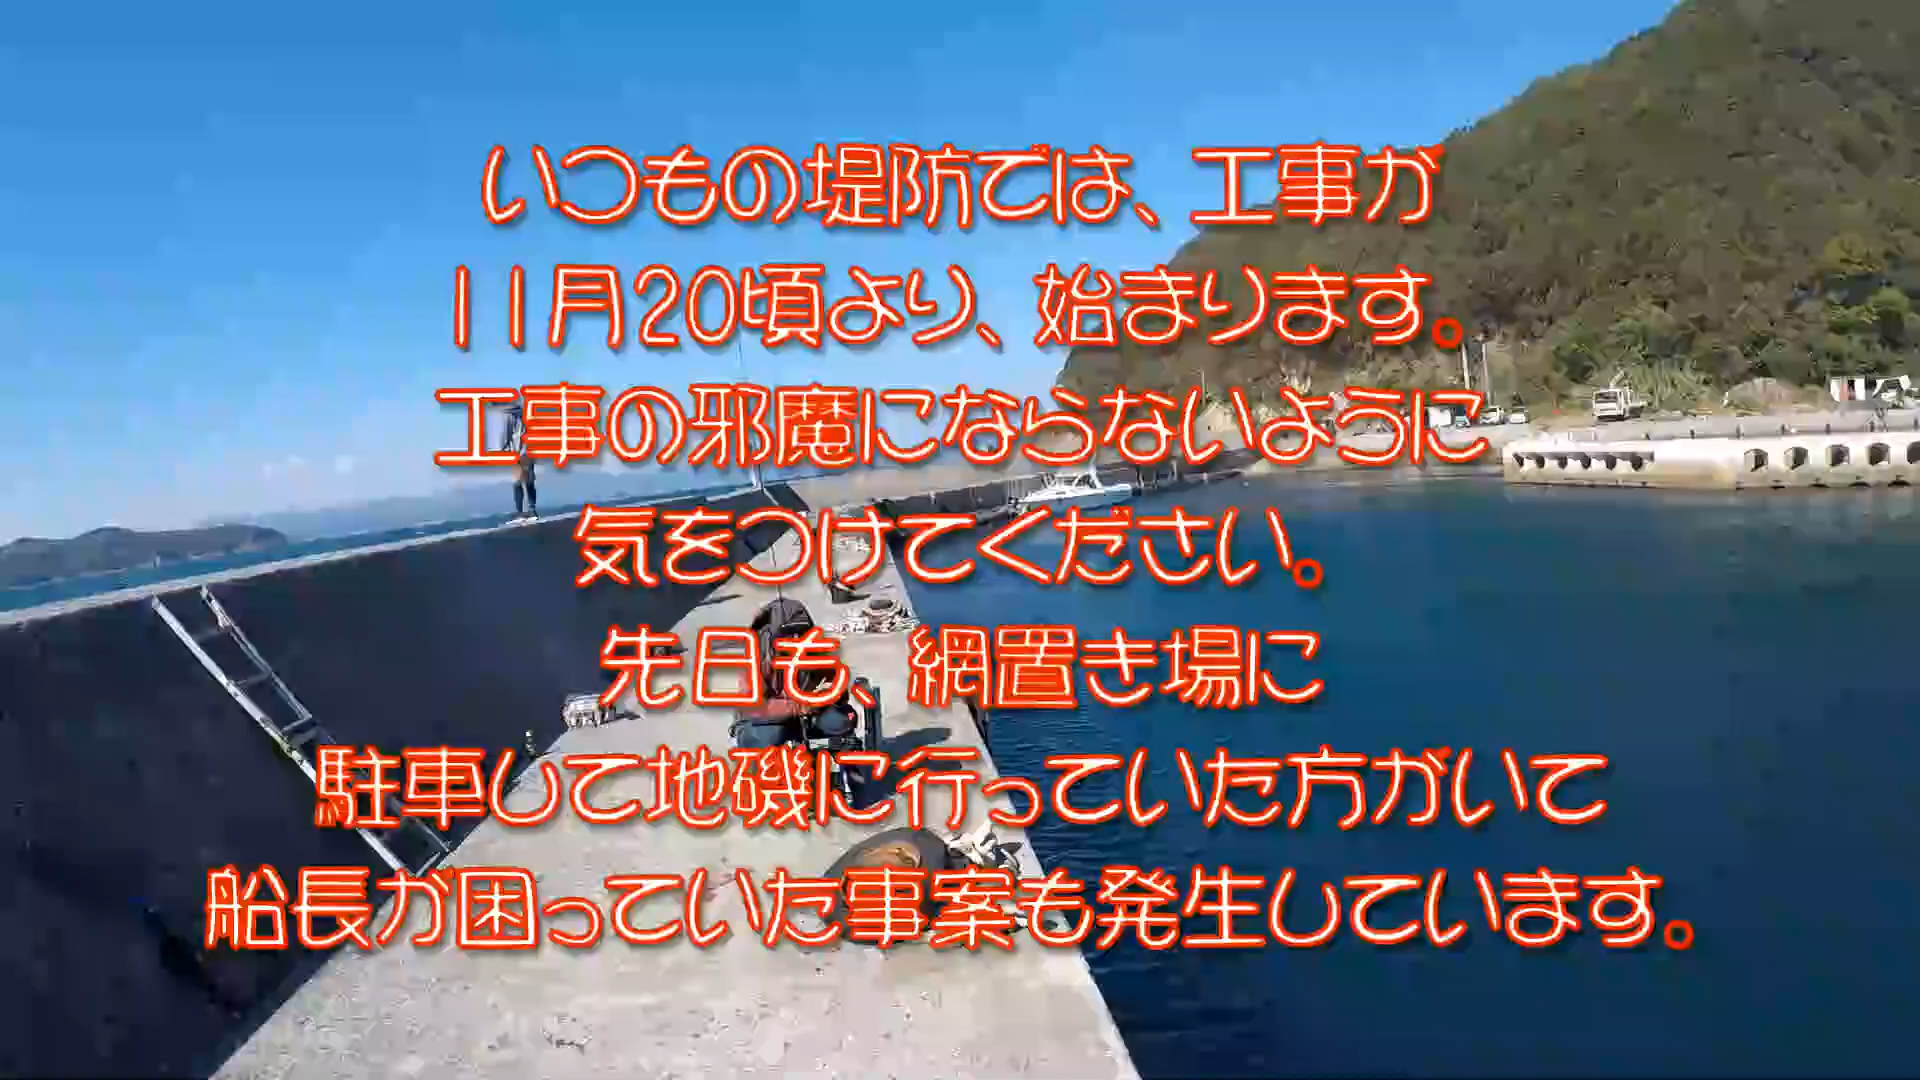 いつもの堤防では、工事が
11月20頃より、始まります。
工事の邪魔にならないように
気をつけてください。
先日も、網置き場に
駐車して地磯に行っていた方がいて
船長が困っていた事案も発生しています。